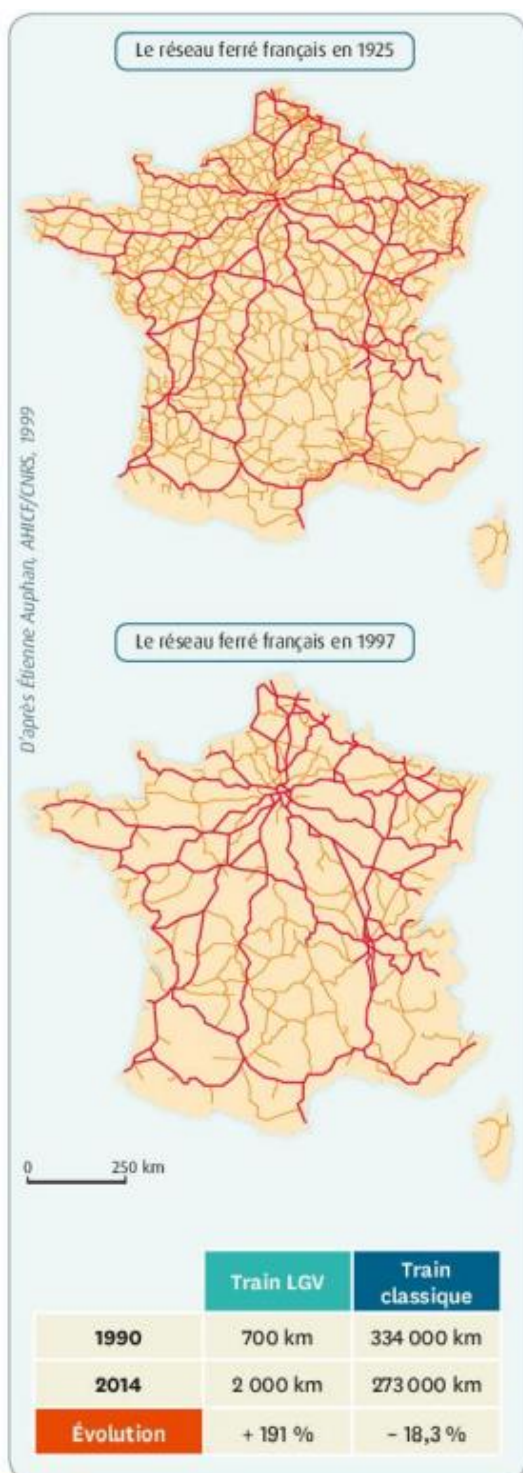 Le réseau ferré français en 1925
D'après Étienne Auphan, AHICF/CNRS, 1999
Le réseau ferré français en 1997
0 250 km
Train LGV Train
classique
1990 700 km 334 000 km
2014 2 000 km 273 000 km
Évolution + 191 % – 18,3 %